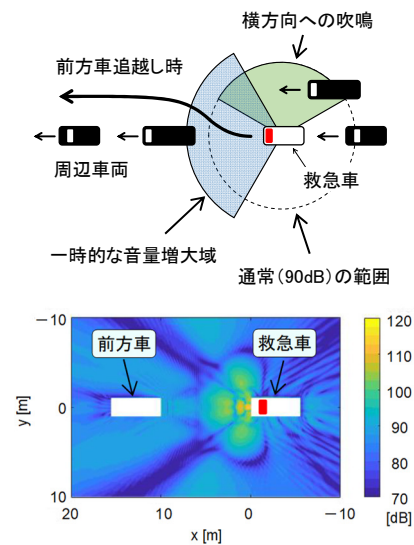 横方向への吹鳴
前方車追越し時
周辺車両
救急車
一時的な音量増大域
通常(90dB)の範囲
－10
120
前方車
救急車
110
100
y [m]
0
90
80
10
70
20
10
0
－10
[dB]
x [m]